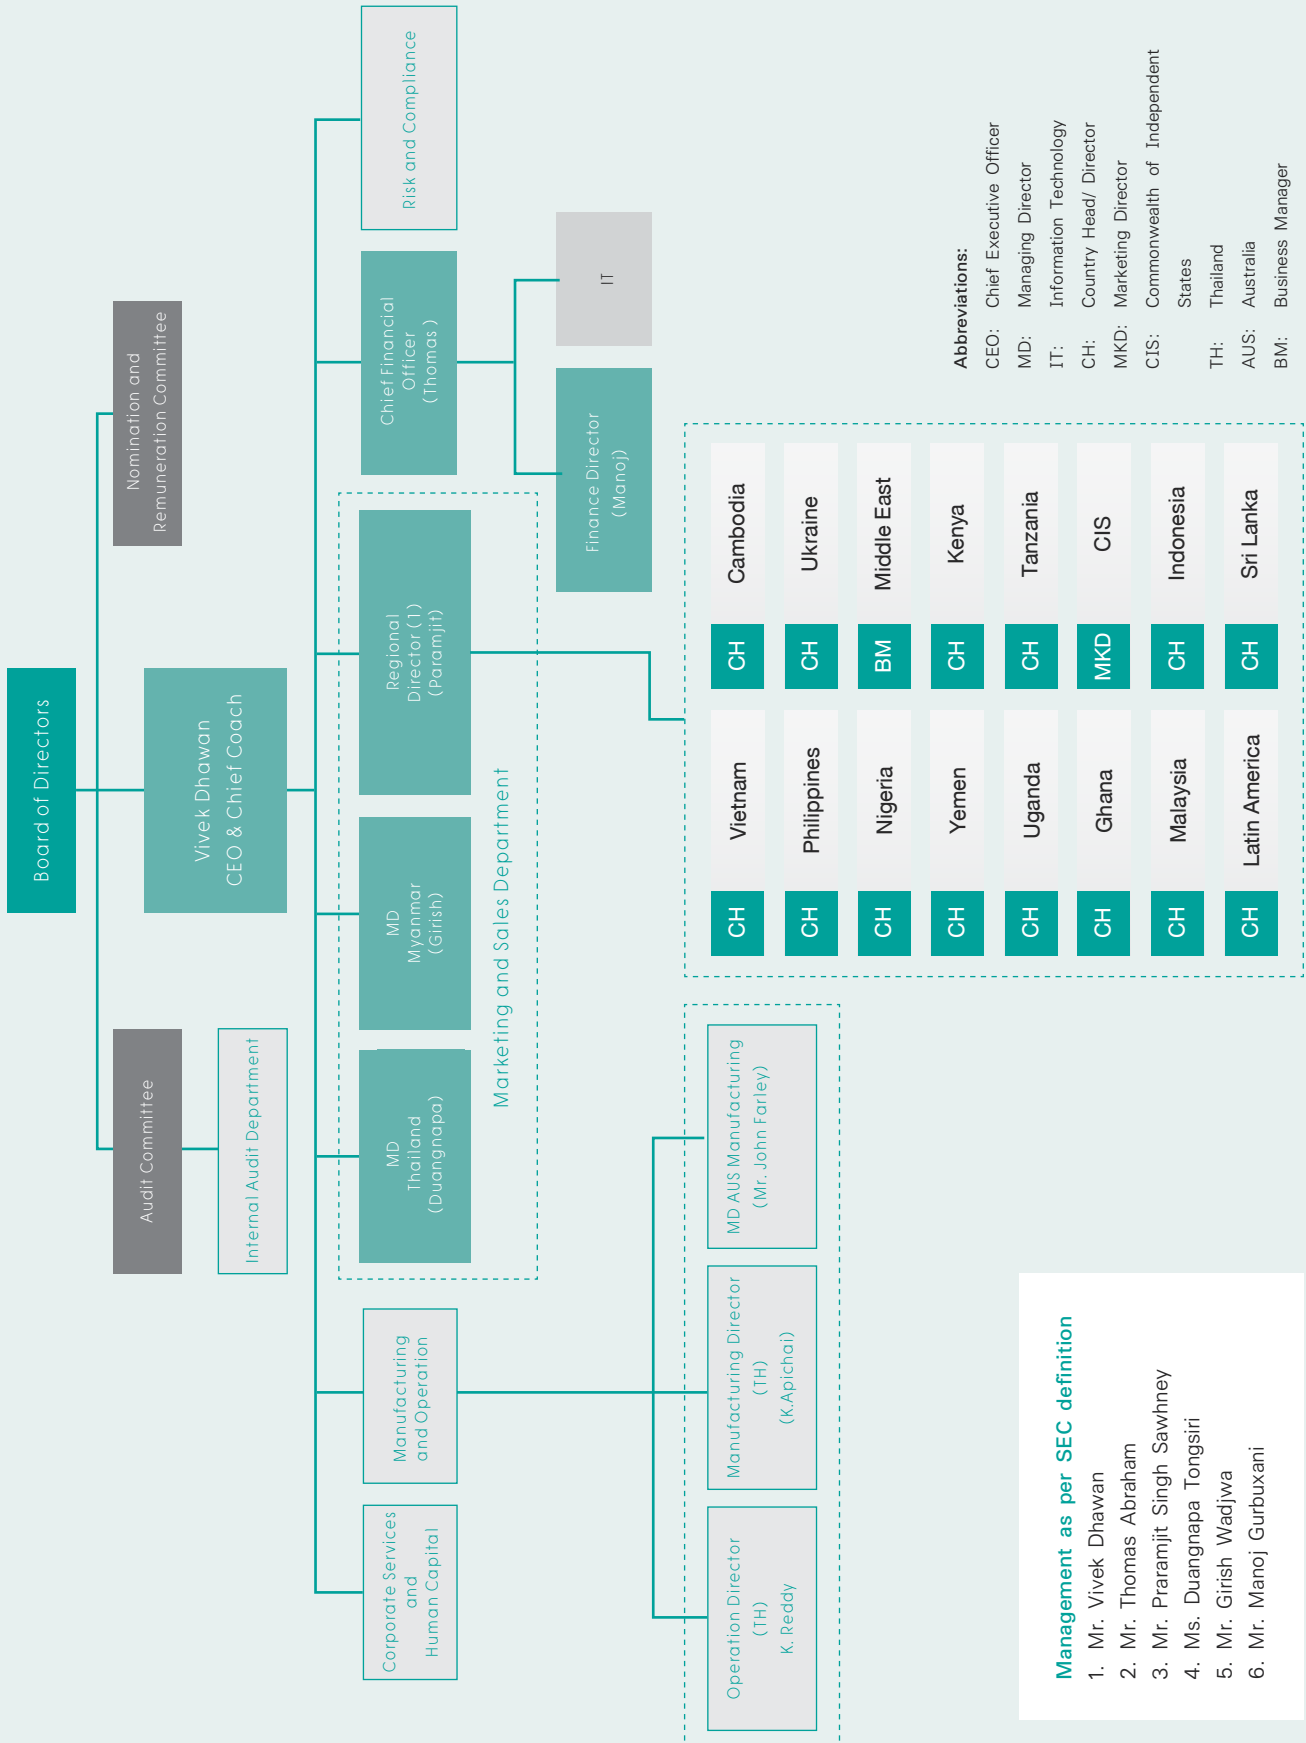 Board of Directors
Audit Committee
Nomination and
Remuneration Committee
Vivek Dhawan
CEO & Chief Coach
Internal Audit Department
Corporate Services
and
Human Capital
Manufacturing
and Operation
MD
Thailand
(Duangnapa)
MD
Myanmar
(Girish)
Regional
Director (1)
(Paramjit)
Chief Financial
Officer
(Thomas )
Risk and Compliance
Marketing and Sales Department
Finance Director
(Manoj)
IT
Operation Director
(TH)
K. Reddy
Manufacturing Director
(TH)
(K.Apichai)
MD AUS Manufacturing
(Mr. John Farley)
CH Vietnam CH Cambodia
CH Philippines CH Ukraine
CH Nigeria BM Middle East
CH Yemen CH Kenya
CH Uganda CH Tanzania
CH Ghana MKD CIS
CH Malaysia CH Indonesia
CH Latin America CH Sri Lanka
Abbreviations:
CEO: Chief Executive Officer
MD: Managing Director
IT: Information Technology
CH: Country Head/ Director
MKD: Marketing Director
CIS: Commonwealth of Independent
States
TH: Thailand
AUS: Australia
BM: Business Manager
Management as per SEC definition
1. Mr. Vivek Dhawan
2. Mr. Thomas Abraham
3. Mr. Praramjit Singh Sawhney
4. Ms. Duangnapa Tongsiri
5. Mr. Girish Wadjwa
6. Mr. Manoj Gurbuxani